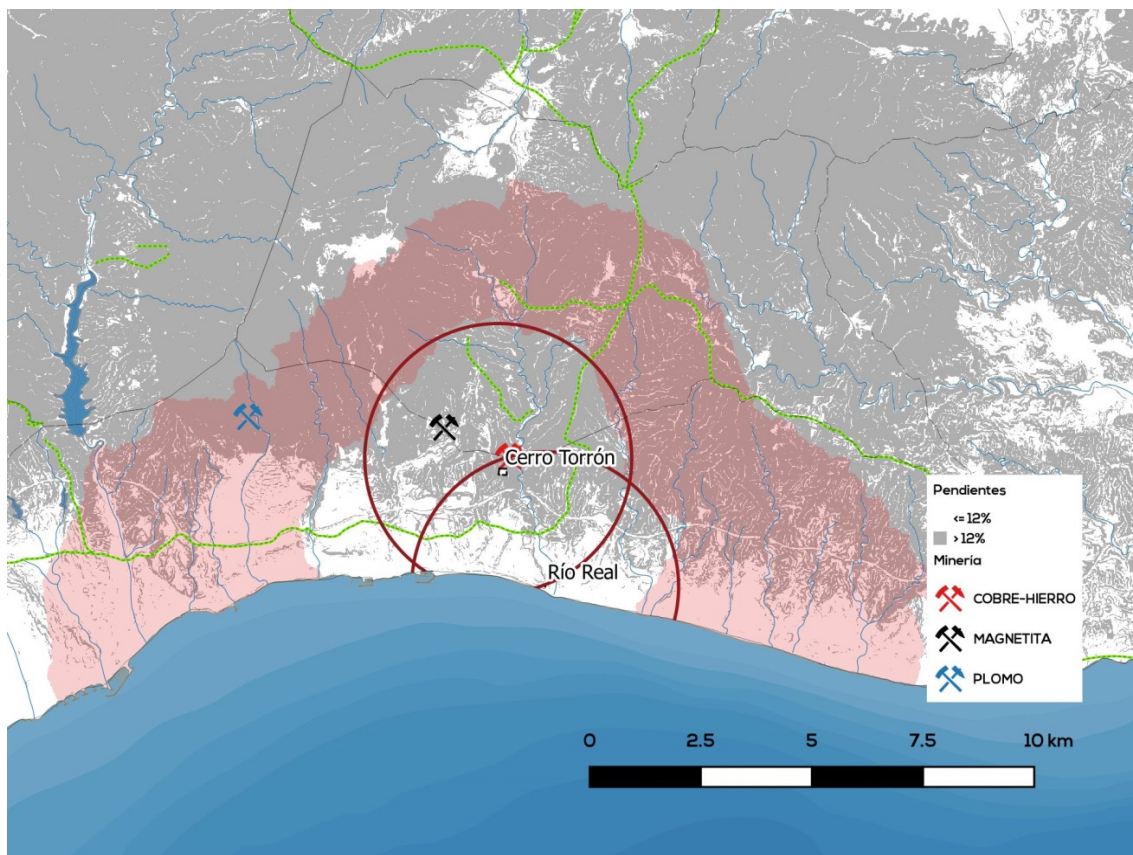 Cerro Torrón
Río Real
Pendientes
<= 12%
> 12%
Minería
COBRE-HIERRO
MAGNETITA
PLOMO
0 2.5 5 7.5 10 km